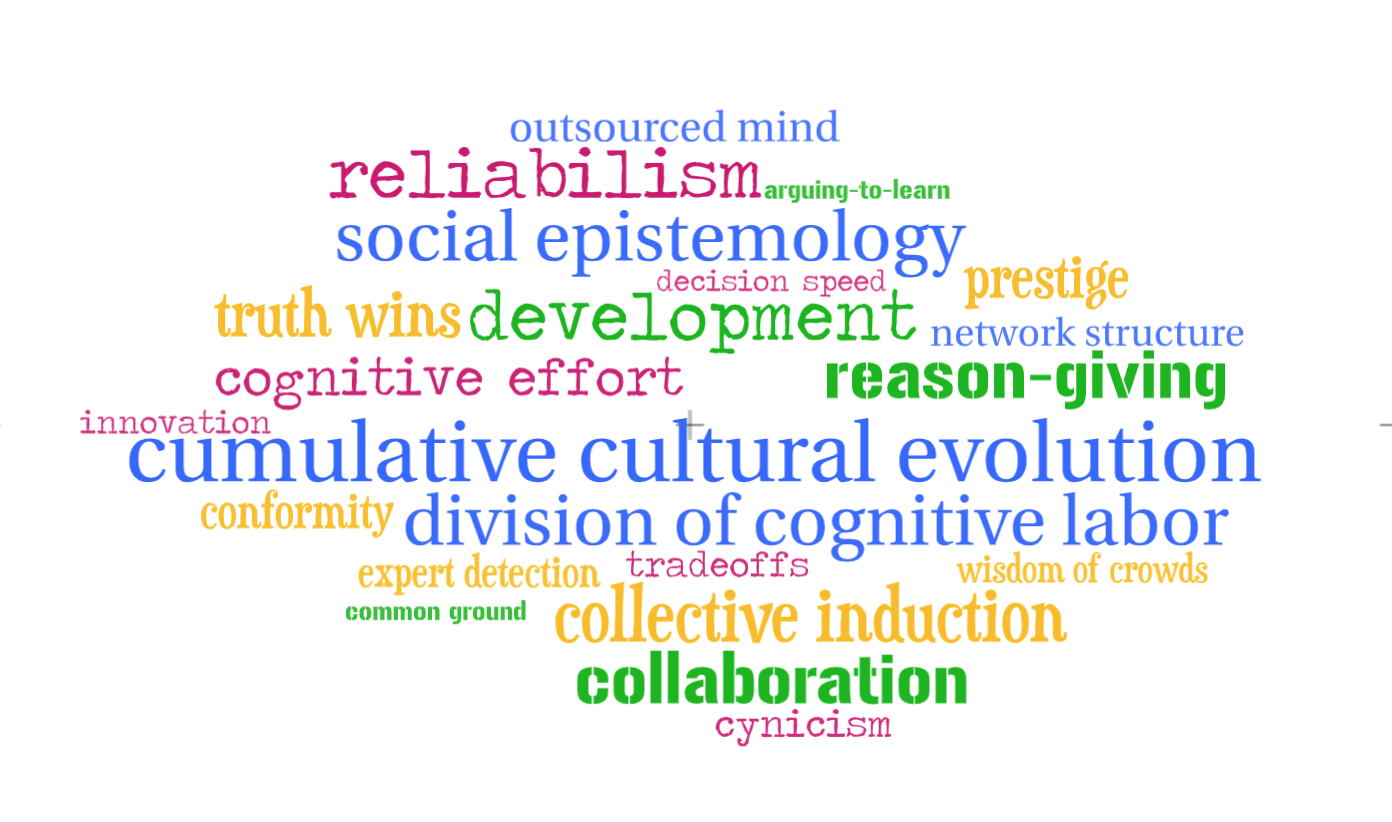 outsourced mind
reliabilism
arguing-to-learn
social epistemology
decision speed
prestige
truth wins
development
network structure
cognitive effort
reason-giving
innovation
cumulative cultural evolution
conformity
division of cognitive labor
expert detection
tradeoffs
wisdom of crowds
common ground
collective induction
collaboration
cynicism